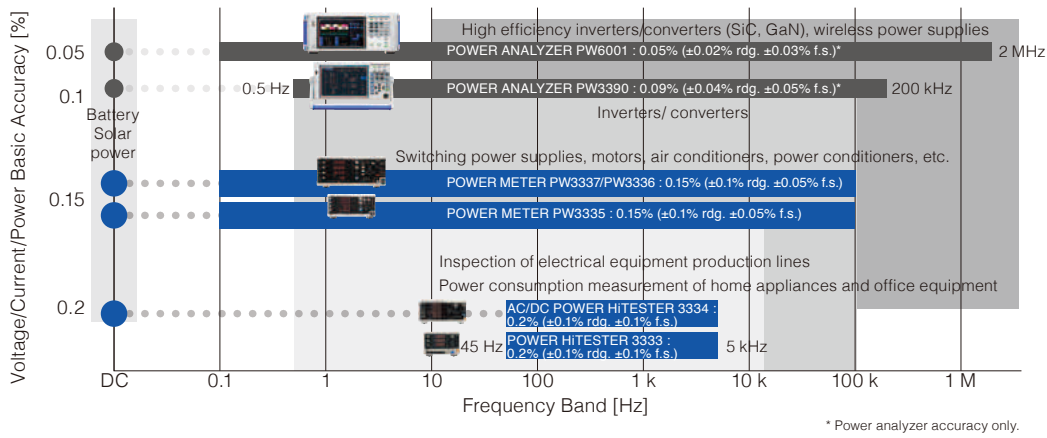 Voltage/Current/Power Basic Accuracy [%]
High efficiency inverters/converters (SiC, GaN), wireless power supplies
0.05
POWER ANALYZER PW6001 : 0.05% (±0.02% rdg. ±0.03% f.s.)*
2 MHz
0.1
0.5 Hz
POWER ANALYZER PW3390 : 0.09% (±0.04% rdg. ±0.05% f.s.)*
200 kHz
Battery
Solar
power
Inverters/ converters
Switching power supplies, motors, air conditioners, power conditioners, etc.
0.15
POWER METER PW3337/PW3336 : 0.15% (±0.1% rdg. ±0.05% f.s.)
POWER METER PW3335 : 0.15% (±0.1% rdg. ±0.05% f.s.)
Inspection of electrical equipment production lines
Power consumption measurement of home appliances and office equipment
0.2
AC/DC POWER HiTESTER 3334 :
0.2% (±0.1% rdg. ±0.1% f.s.)
45 Hz
POWER HiTESTER 3333 :
0.2% (±0.1% rdg. ±0.1% f.s.)
5 kHz
DC
0.1
1
10
100
1 k
10 k
100 k
1 M
Frequency Band [Hz]
* Power analyzer accuracy only.